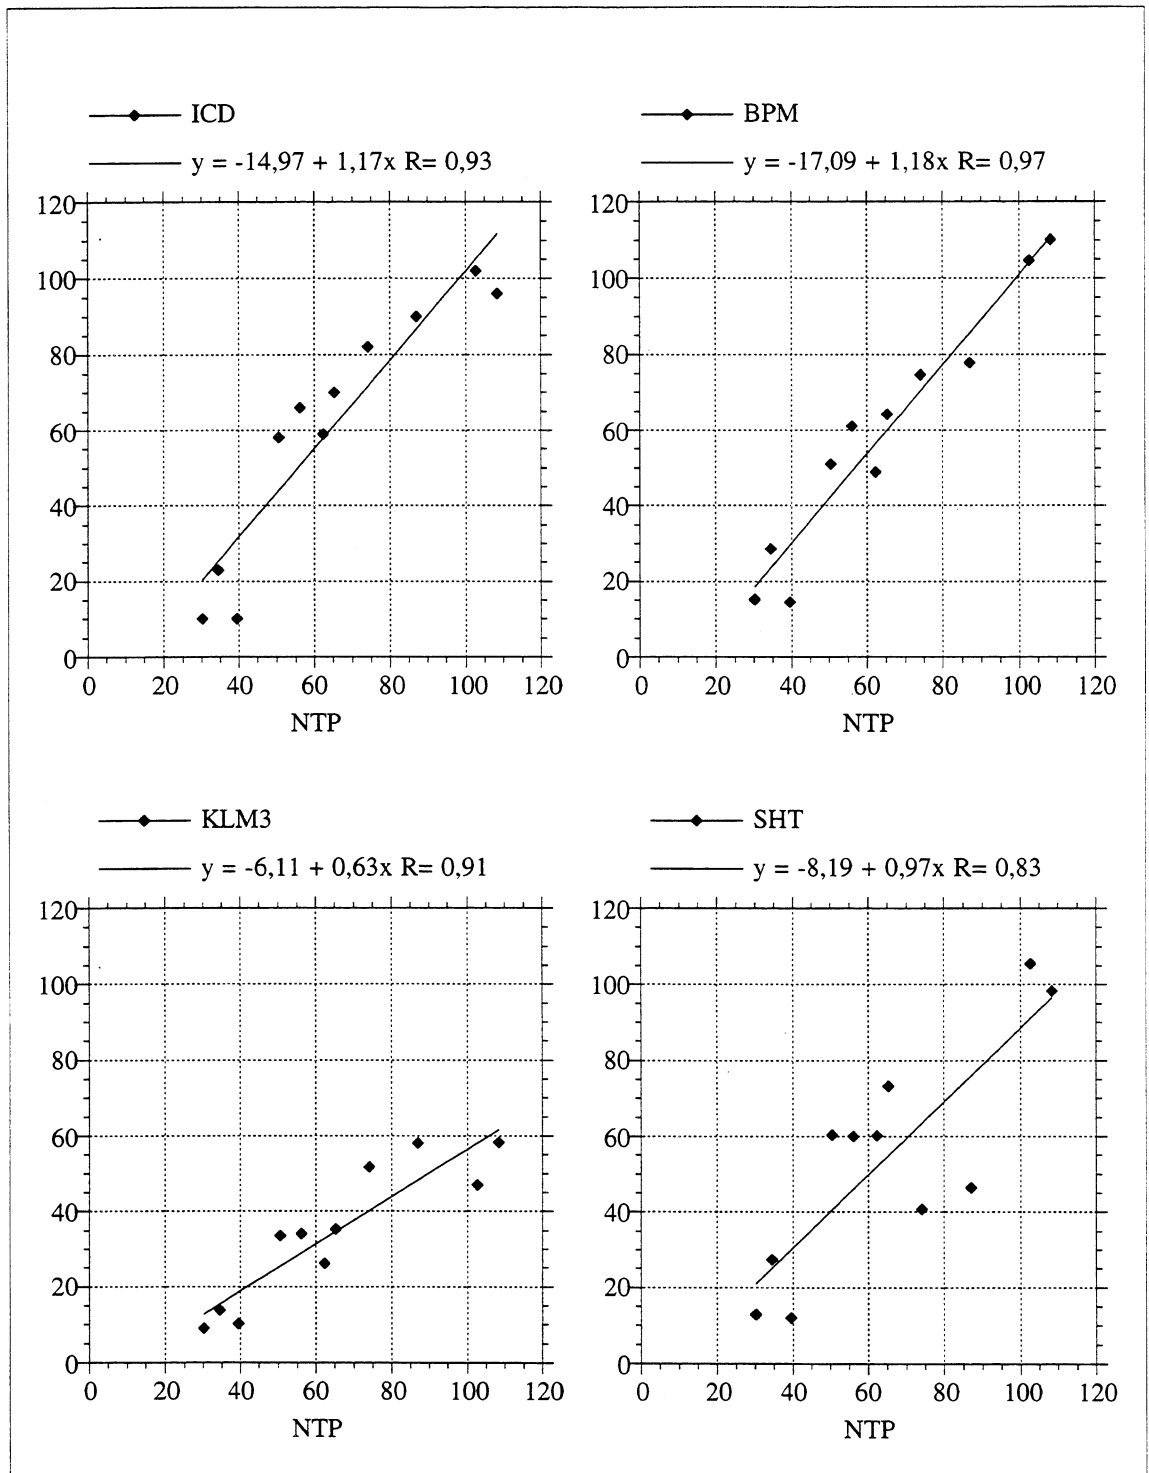 ICD
y = -14,97 + 1,17x R= 0,93
120
100
80
60
40
20
0
0 20 40 60 80 100 120
NTP
BPM
y = -17,09 + 1,18x R= 0,97
120
100
80
60
40
20
0
0 20 40 60 80 100 120
NTP
KLM3
y = -6,11 + 0,63x R= 0,91
120
100
80
60
40
20
0
0 20 40 60 80 100 120
NTP
SHT
y = -8,19 + 0,97x R= 0,83
120
100
80
60
40
20
0
0 20 40 60 80 100 120
NTP